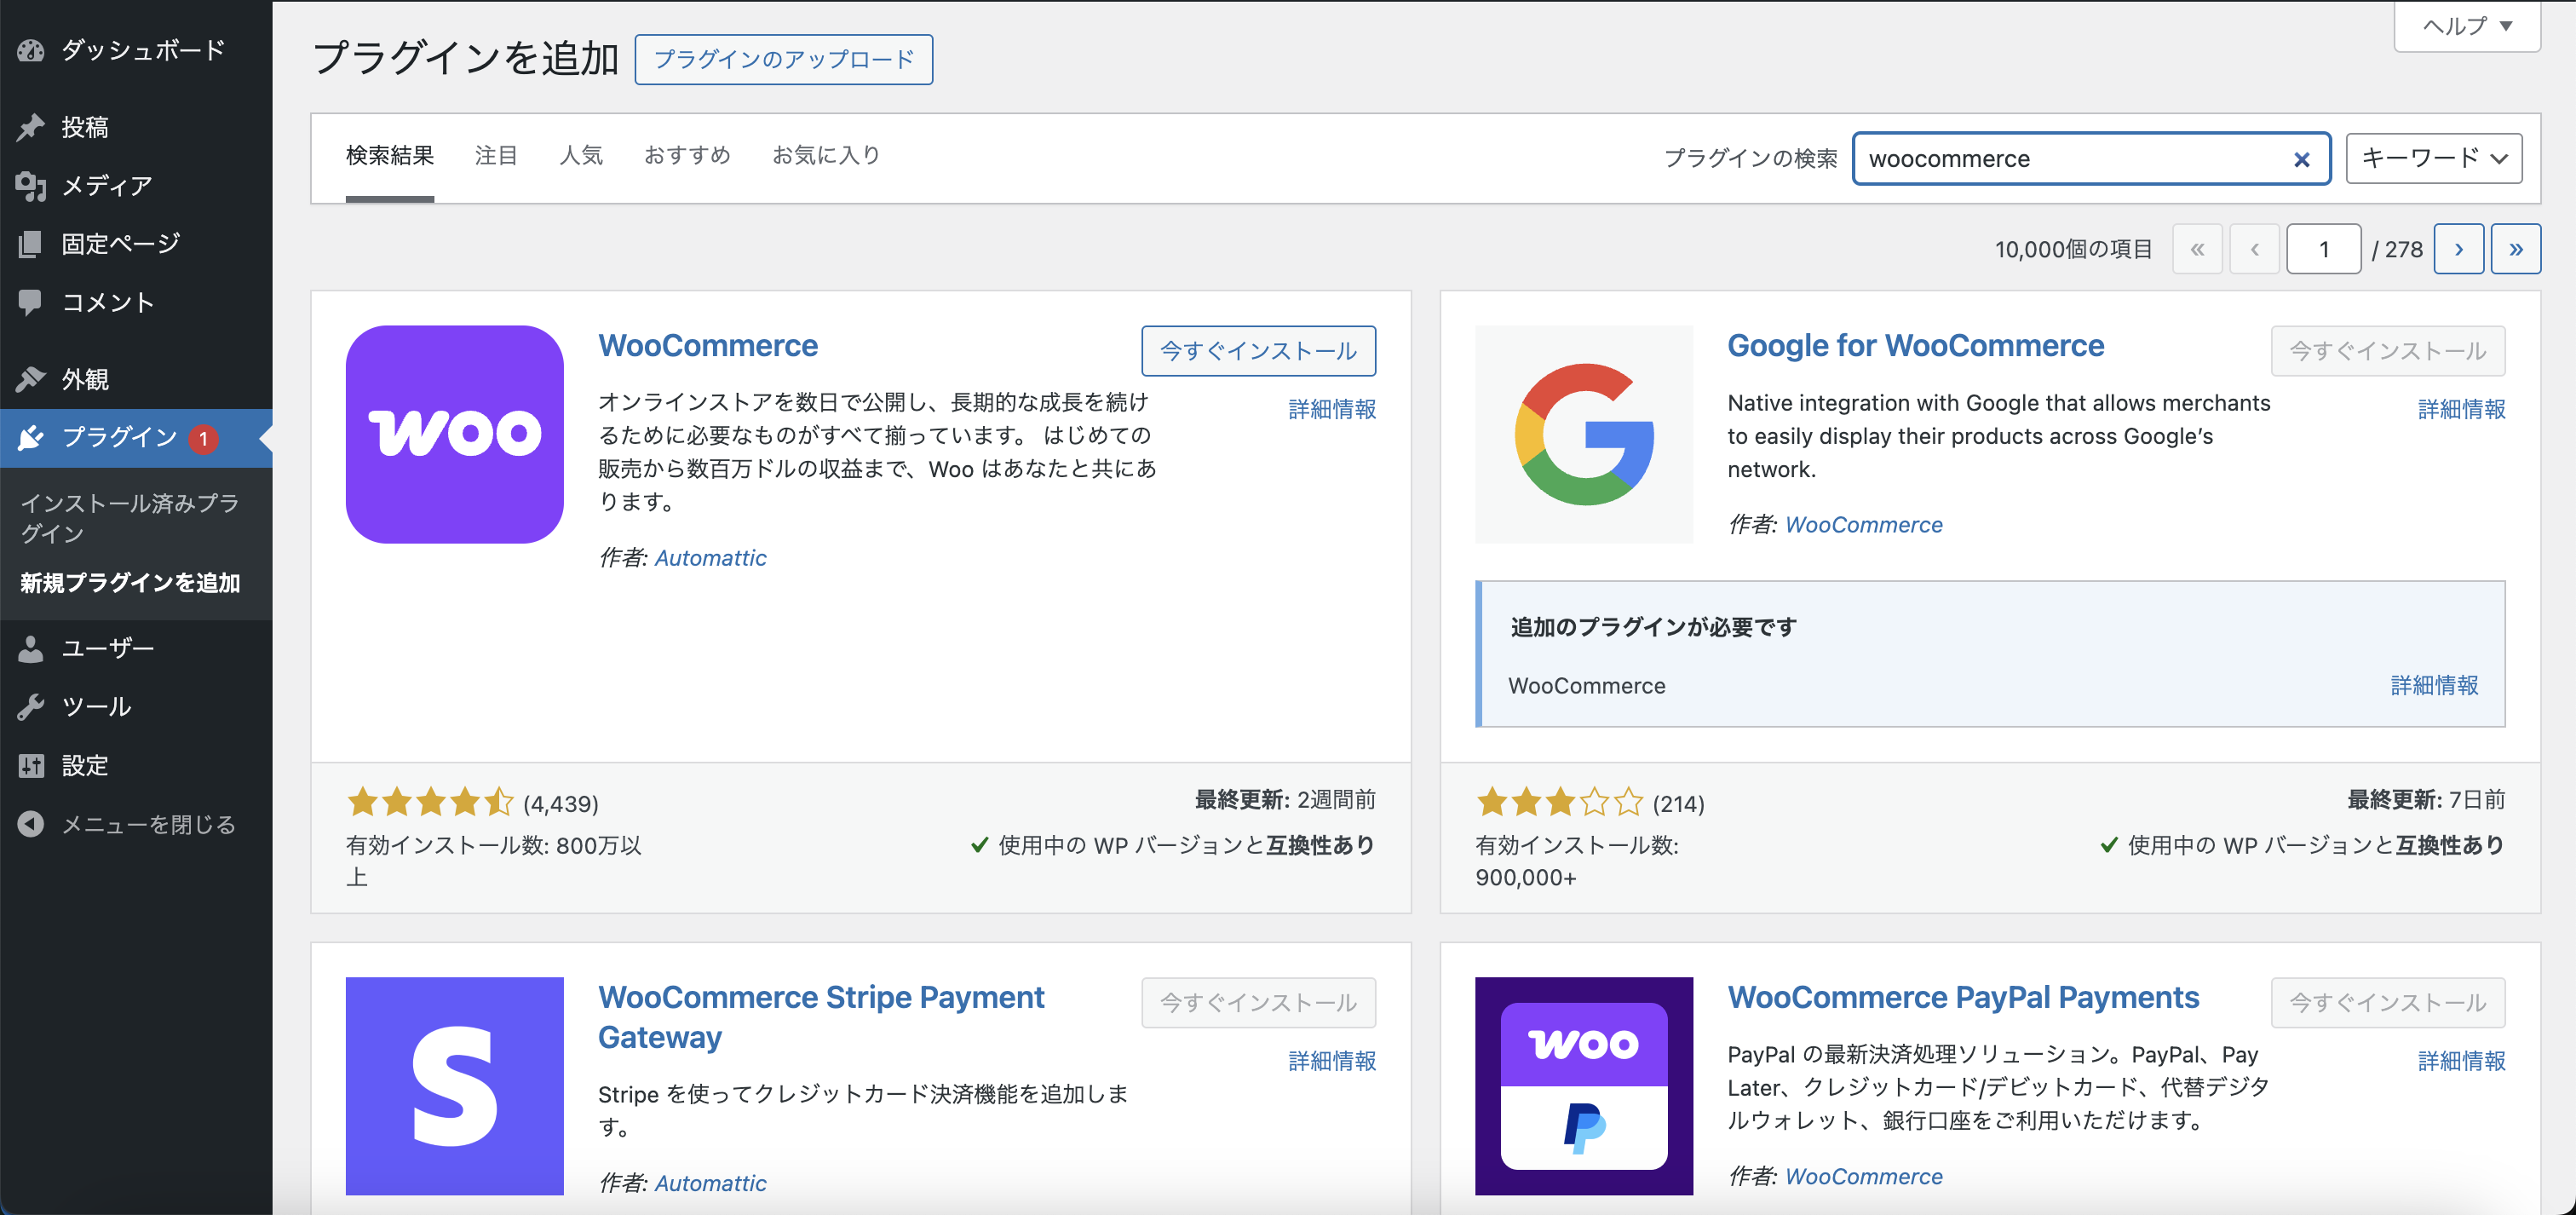 ダッシュボード
投稿
メディア
固定ページ
コメント
外観
プラグイン 1
インストール済みプラ
グイン
新規プラグインを追加
ユーザー
ツール
設定
メニューを閉じる
ヘルプ ▼
プラグインを追加 プラグインのアップロード
検索結果 注目 人気 おすすめ お気に入り プラグインの検索 woocommerce × キーワード
10,000個の項目 « ‹ 1 / 278 › »
woo
WooCommerce
今すぐインストール
詳細情報
オンラインストアを数日で公開し、長期的な成長を続け
るために必要なものがすべて揃っています。 はじめての
販売から数百万ドルの収益まで、Woo はあなたと共にあ
ります。
作者: Automattic
(4,439)
有効インストール数: 800万以
上
最終更新: 2週間前
使用中の WP バージョンと互換性あり
G
Google for WooCommerce
今すぐインストール
詳細情報
Native integration with Google that allows merchants
to easily display their products across Google’s
network.
作者: WooCommerce
追加のプラグインが必要です
WooCommerce 詳細情報
(214)
有効インストール数:
900,000+
最終更新: 7日前
使用中の WP バージョンと互換性あり
S
WooCommerce Stripe Payment
Gateway
今すぐインストール
詳細情報
Stripe を使ってクレジットカード決済機能を追加しま
す。
作者: Automattic
woo
P
WooCommerce PayPal Payments
今すぐインストール
詳細情報
PayPal の最新決済処理ソリューション。PayPal、Pay
Later、クレジットカード/デビットカード、代替デジタ
ルウォレット、銀行口座をご利用いただけます。
作者: WooCommerce